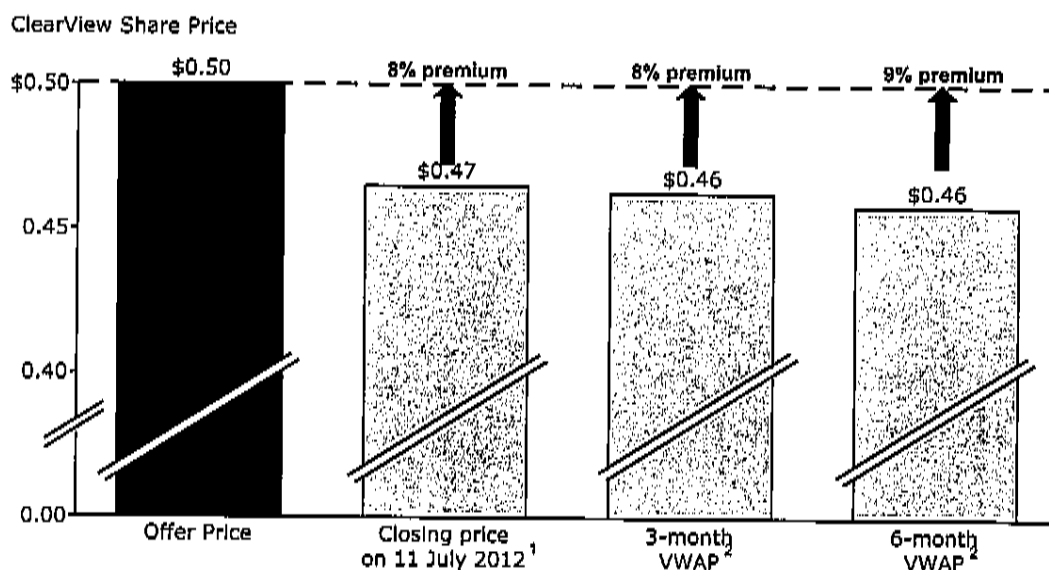 ClearView Share Price
$0.50
$0.50
8% premium
8% premium
9% premium
$0.47
$0.46
$0.46
0.45
0.40
0.00
Offer Price
Closing price
on 11 July 2012 1
3-month
VWAP 2
6-month
VWAP 2